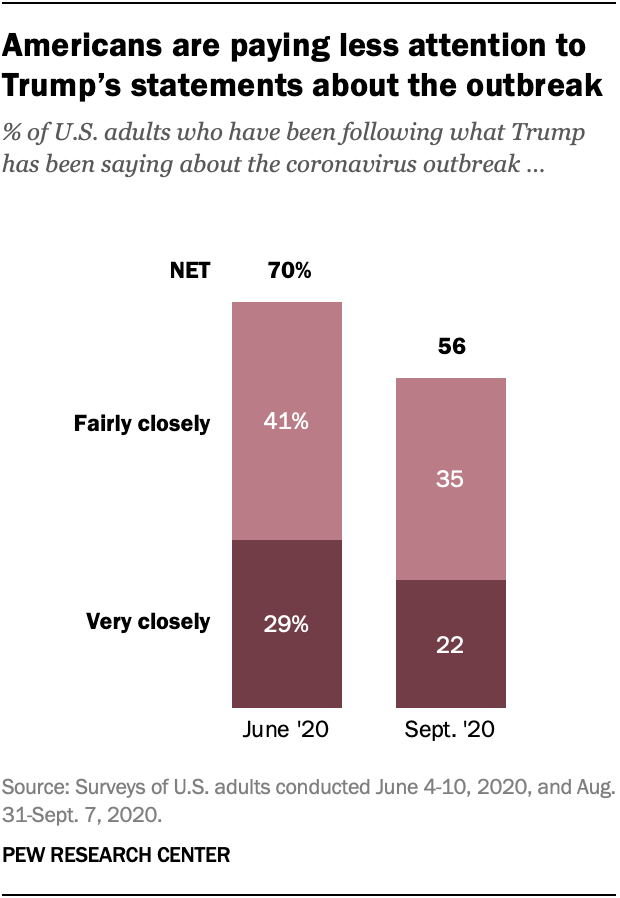 Americans are paying less attention to
Trump’s statements about the outbreak
% of U.S. adults who have been following what Trump
has been saying about the coronavirus outbreak ...
NET 70%
56
Fairly closely 41%
35
Very closely 29%
22
June '20 Sept. '20
Source: Surveys of U.S. adults conducted June 4-10, 2020, and Aug.
31-Sept. 7, 2020.
PEW RESEARCH CENTER